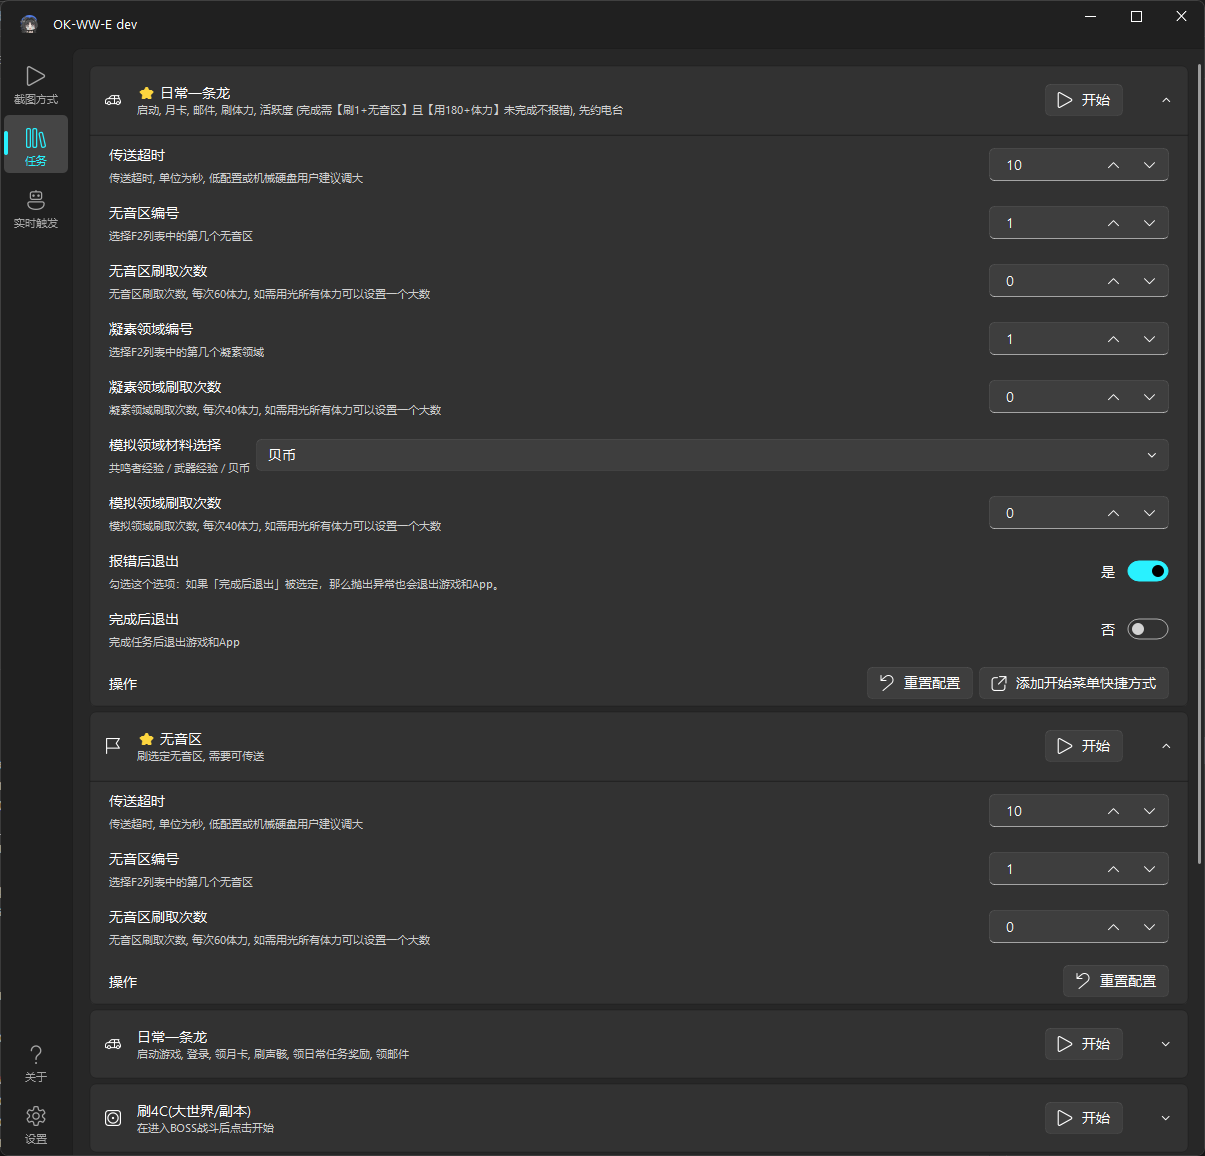 OK-WW-E dev
截图方式
任务
实时触发
关于
设置
⭐ 日常一条龙
启动, 月卡, 邮件, 刷体力, 活跃度 (完成需【刷1+无音区】且【用180+体力】未完成不报错), 先约电台
开始
传送超时
传送超时, 单位为秒, 低配置或机械硬盘用户建议调大
10
无音区编号
选择F2列表中的第几个无音区
1
无音区刷取次数
无音区刷取次数, 每次60体力, 如需用光所有体力可以设置一个大数
0
凝素领域编号
选择F2列表中的第几个凝素领域
1
凝素领域刷取次数
凝素领域刷取次数, 每次40体力, 如需用光所有体力可以设置一个大数
0
模拟领域材料选择
共鸣者经验 / 武器经验 / 贝币
贝币
模拟领域刷取次数
模拟领域刷取次数, 每次40体力, 如需用光所有体力可以设置一个大数
0
报错后退出
勾选这个选项：如果「完成后退出」被选定，那么抛出异常也会退出游戏和App。
是
完成后退出
完成任务后退出游戏和App
否
操作
重置配置
添加开始菜单快捷方式
⭐ 无音区
刷选定无音区, 需要可传送
开始
传送超时
传送超时, 单位为秒, 低配置或机械硬盘用户建议调大
10
无音区编号
选择F2列表中的第几个无音区
1
无音区刷取次数
无音区刷取次数, 每次60体力, 如需用光所有体力可以设置一个大数
0
操作
重置配置
日常一条龙
启动游戏, 登录, 领月卡, 刷声骸, 领日常任务奖励, 领邮件
开始
刷4C(大世界/副本)
在进入BOSS战斗后点击开始
开始